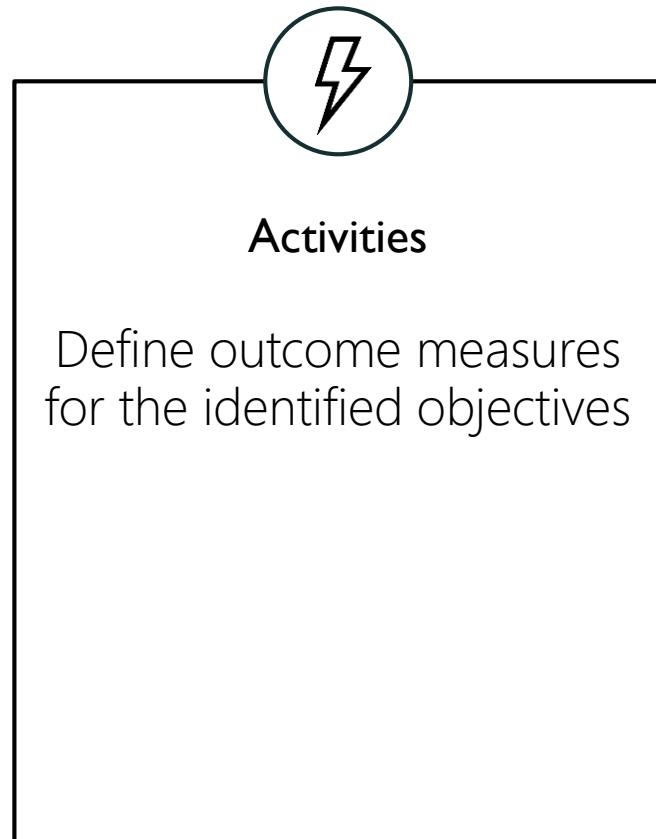 Activities
Define outcome measures
for the identified objectives